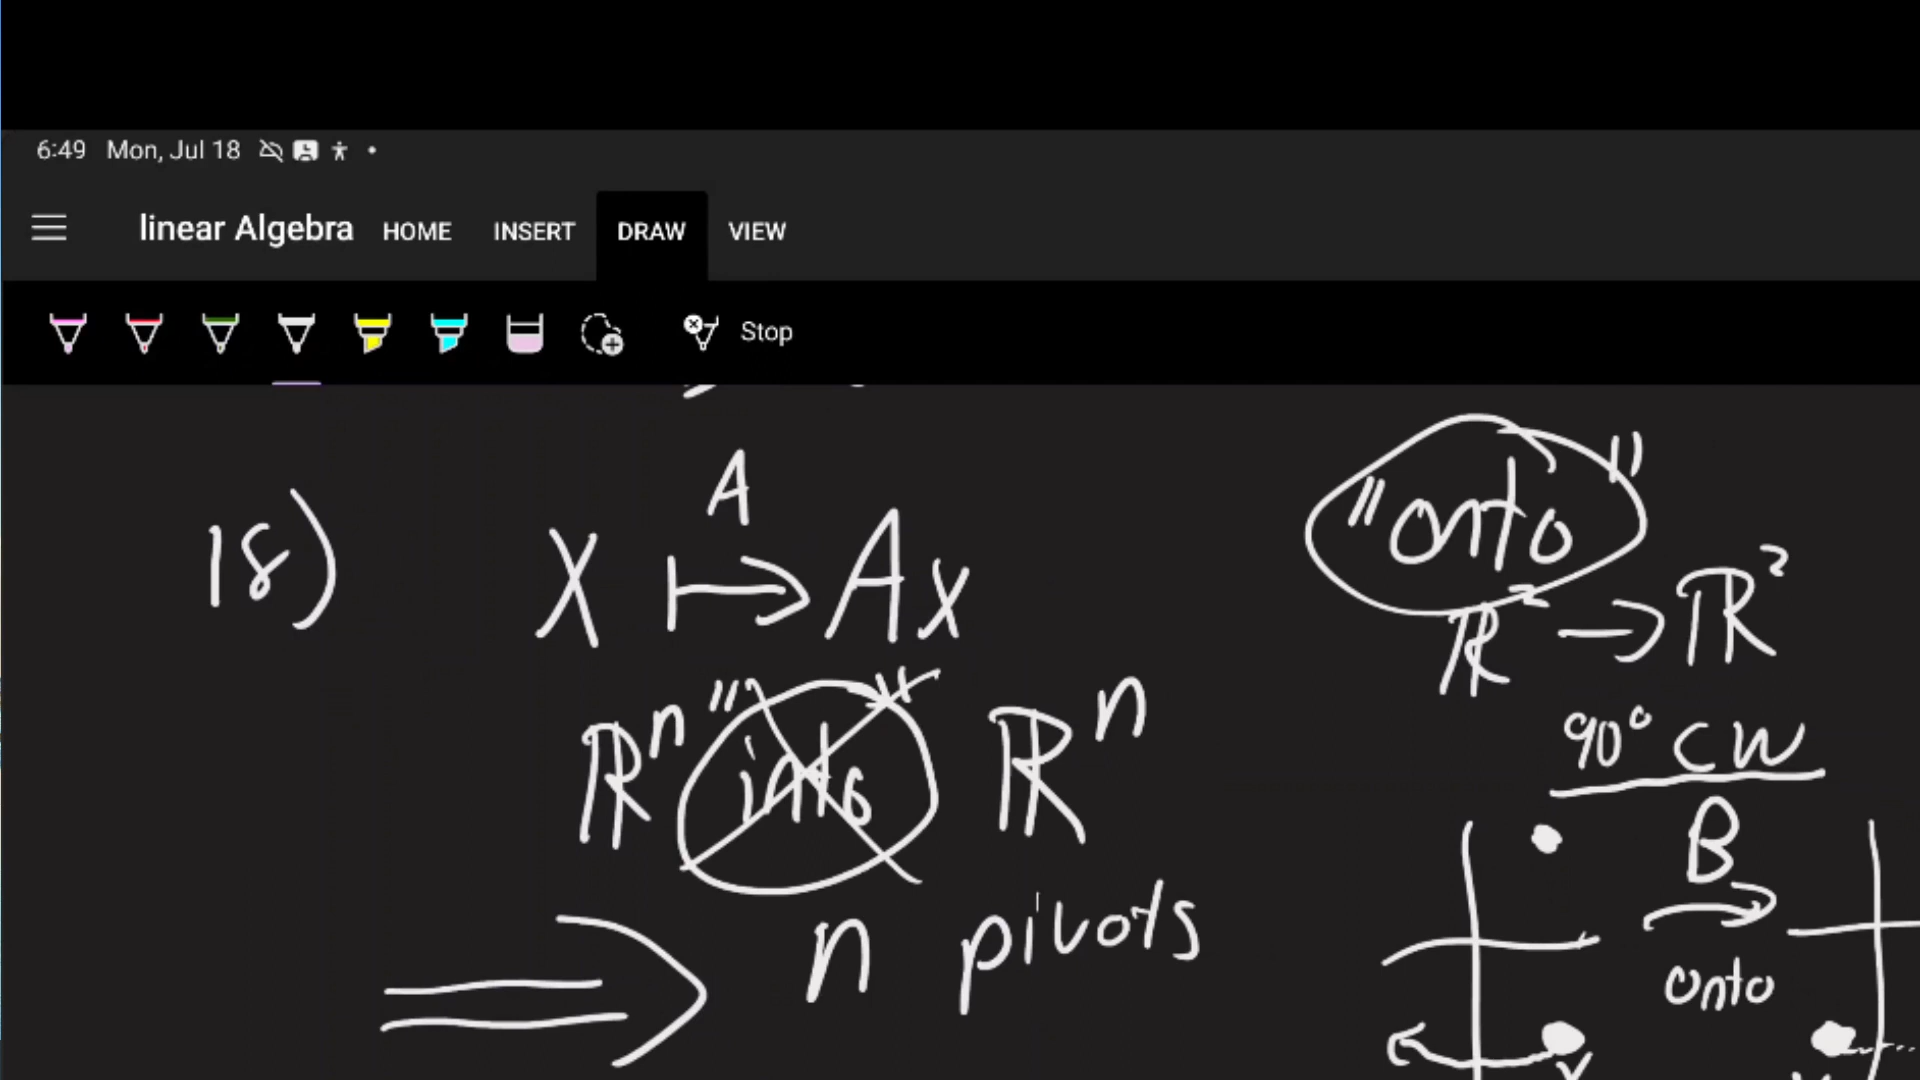 6:49 Mon, Jul 18
linear Algebra HOME INSERT DRAW VIEW
Stop
18) X ↦ Ax
A
ℝⁿ "into" ℝⁿ
⟹ n pivots
"onto"
ℝ² → ℝ²
90° CW
B
→
onto